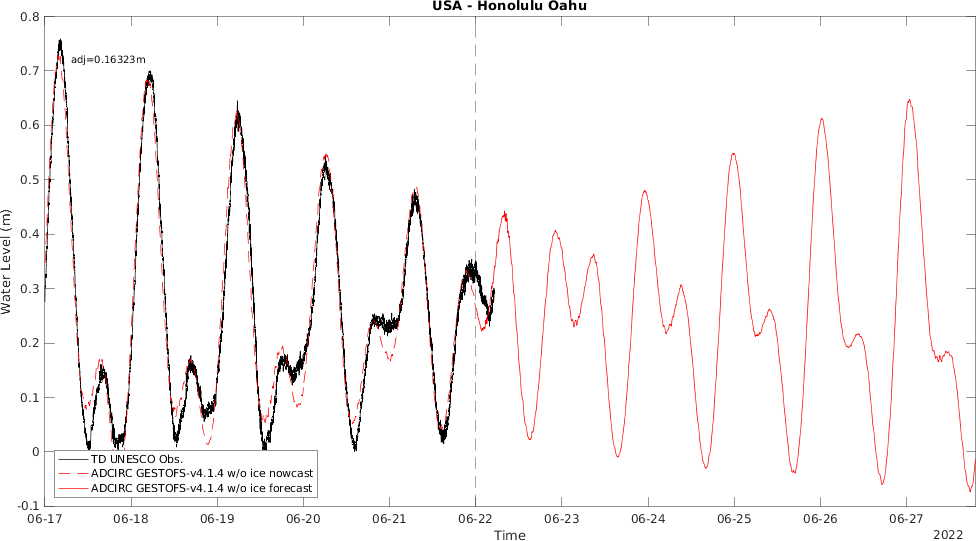 USA - Honolulu Oahu
adj=0.16323m
Water Level (m)
0.8
0.7
0.6
0.5
0.4
0.3
0.2
0.1
0
-0.1
TD UNESCO Obs.
ADCIRC GESTOFS-v4.1.4 w/o ice nowcast
ADCIRC GESTOFS-v4.1.4 w/o ice forecast
06-17 06-18 06-19 06-20 06-21 06-22 06-23 06-24 06-25 06-26 06-27
Time
2022